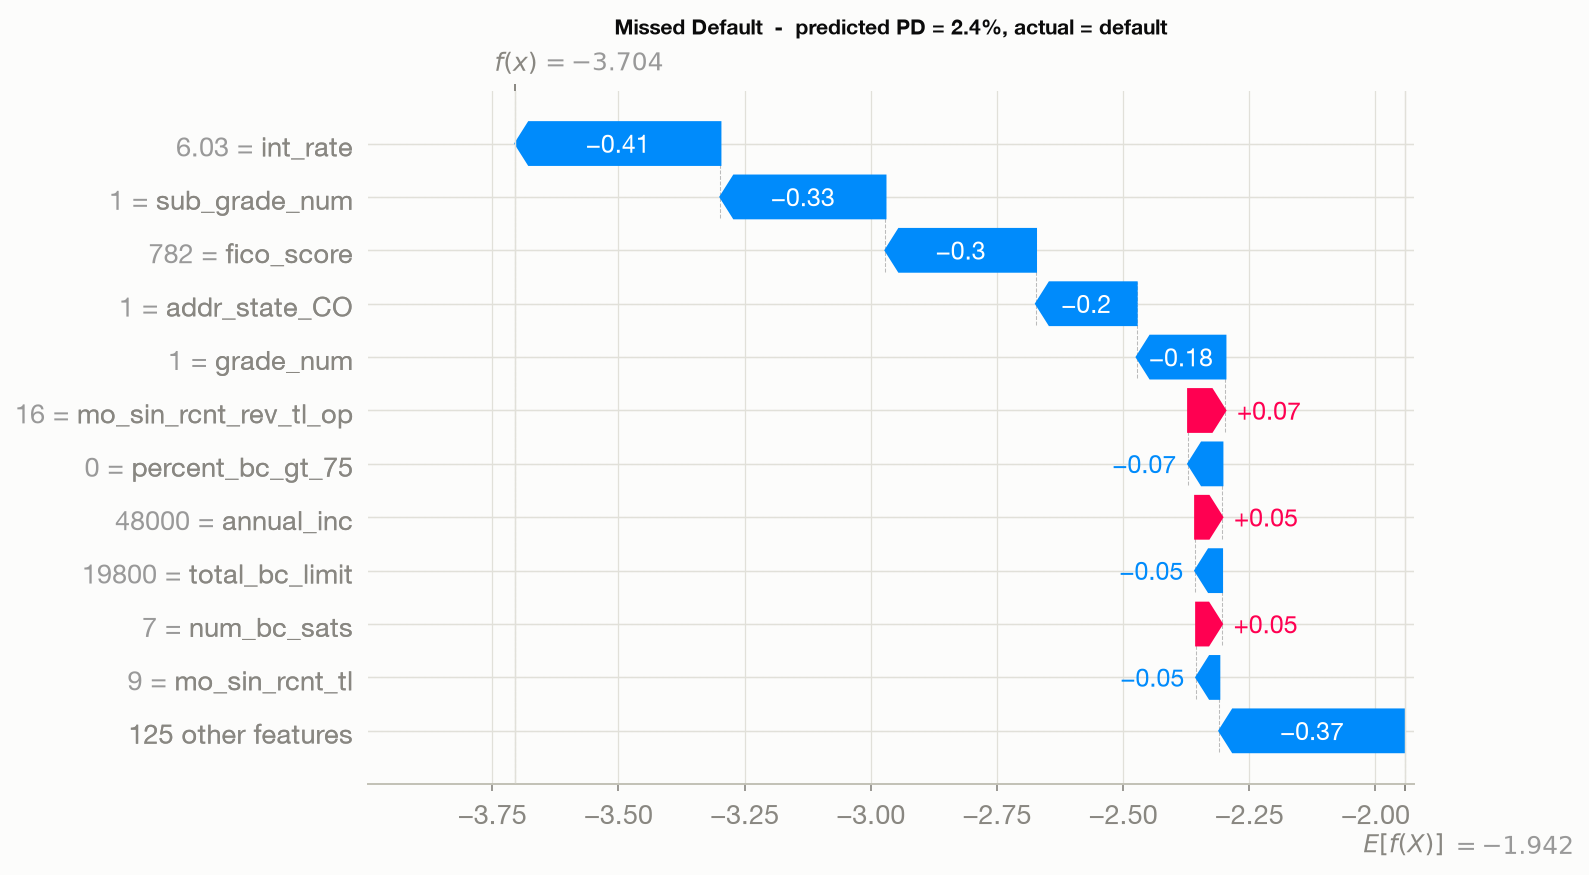 Missed Default - predicted PD = 2.4%, actual = default
f(x) = −3.704
6.03 = int_rate −0.41
1 = sub_grade_num −0.33
782 = fico_score −0.3
1 = addr_state_CO −0.2
1 = grade_num −0.18
16 = mo_sin_rcnt_rev_tl_op +0.07
0 = percent_bc_gt_75 −0.07
48000 = annual_inc +0.05
19800 = total_bc_limit −0.05
7 = num_bc_sats +0.05
9 = mo_sin_rcnt_tl −0.05
125 other features −0.37
−3.75 −3.50 −3.25 −3.00 −2.75 −2.50 −2.25 −2.00
E[f(X)] = −1.942